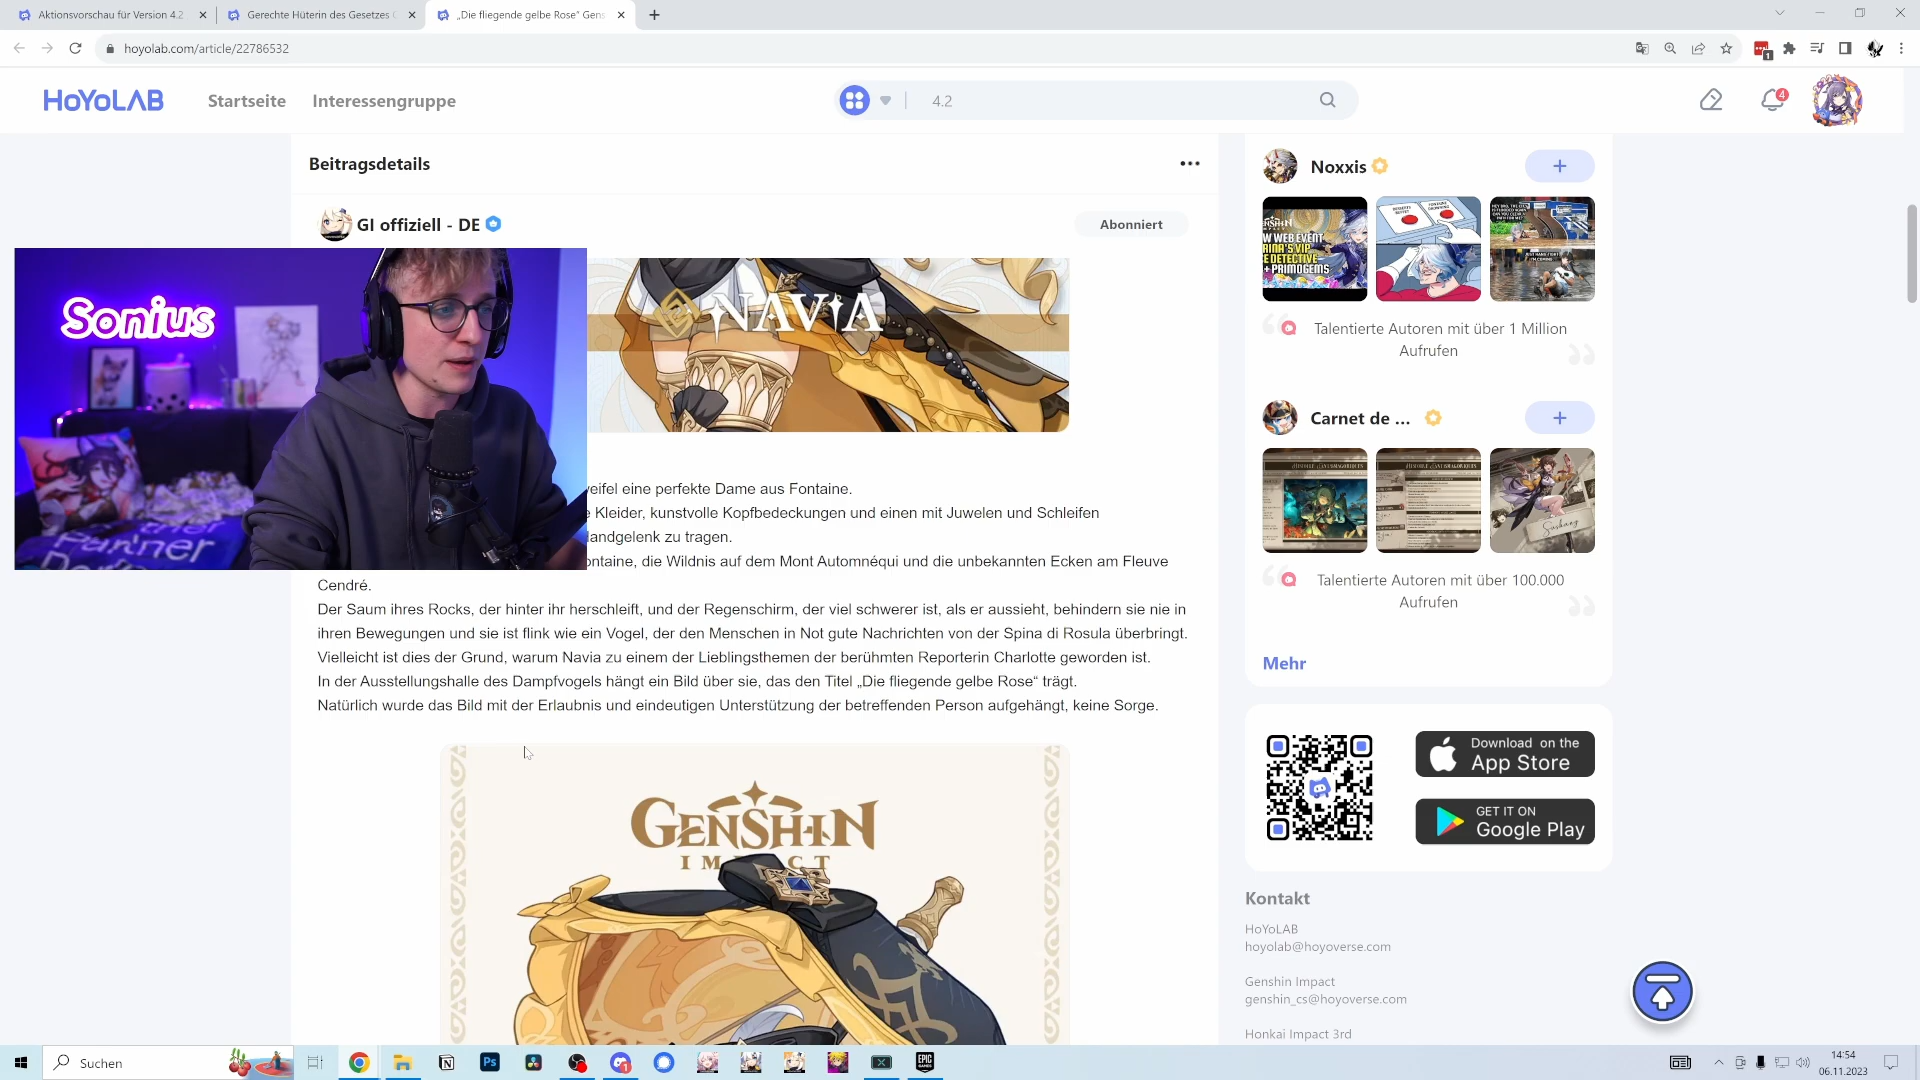 Aktionsvorschau für Version 4.2
Gerechte Hüterin des Gesetzes
„Die fliegende gelbe Rose“ Gens
hoyolab.com/article/22786532
1
HoYoLAB
Startseite
Interessengruppe
4.2
4
Beitragsdetails
GI offiziell - DE
Abonniert
Sonius
NAVIA
eine perfekte Dame aus Fontaine.
Kleider, kunstvolle Kopfbedeckungen und einen mit Juwelen und Schleifen
zu tragen.
die Wildnis auf dem Mont Automnéqui und die unbekannten Ecken am Fleuve
Cendré.
Der Saum ihres Rocks, der hinter ihr herschleift, und der Regenschirm, der viel schwerer ist, als er aussieht, behindern sie nie in
ihren Bewegungen und sie ist flink wie ein Vogel, der den Menschen in Not gute Nachrichten von der Spina di Rosula überbringt.
Vielleicht ist dies der Grund, warum Navia zu einem der Lieblingsthemen der berühmten Reporterin Charlotte geworden ist.
In der Ausstellungshalle des Dampfvogels hängt ein Bild über sie, das den Titel „Die fliegende gelbe Rose“ trägt.
Natürlich wurde das Bild mit der Erlaubnis und eindeutigen Unterstützung der betreffenden Person aufgehängt, keine Sorge.
GENSHIN
Noxxis
Talentierte Autoren mit über 1 Million
Aufrufen
Carnet de ...
Talentierte Autoren mit über 100.000
Aufrufen
Mehr
Download on the
App Store
GET IT ON
Google Play
Kontakt
HoYoLAB
hoyolab@hoyoverse.com
Genshin Impact
genshin_cs@hoyoverse.com
Honkai Impact 3rd
Suchen
14:54
06.11.2023